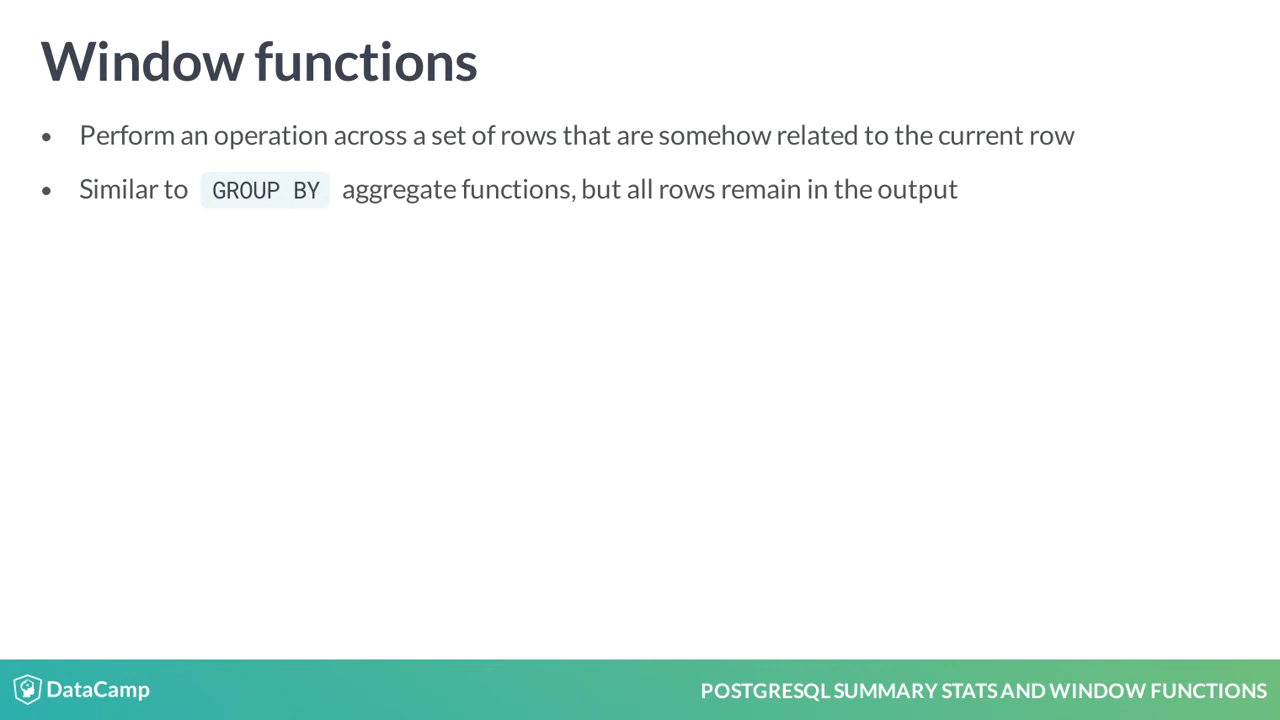 Window functions
• Perform an operation across a set of rows that are somehow related to the current row
• Similar to GROUP BY aggregate functions, but all rows remain in the output
DataCamp
POSTGRESQL SUMMARY STATS AND WINDOW FUNCTIONS